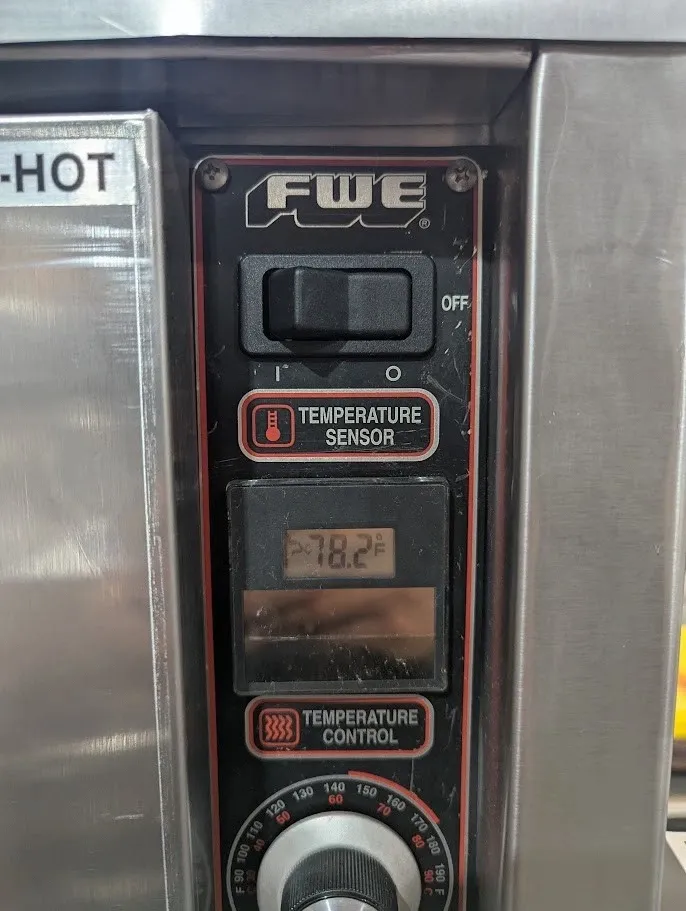 -HOT
FWE
®
OFF
I O
TEMPERATURE
SENSOR
78.2°F
TEMPERATURE
CONTROL
F 90 100 110 120 130 140 150 160 170 180 190 F
50 60 70 80 90 C